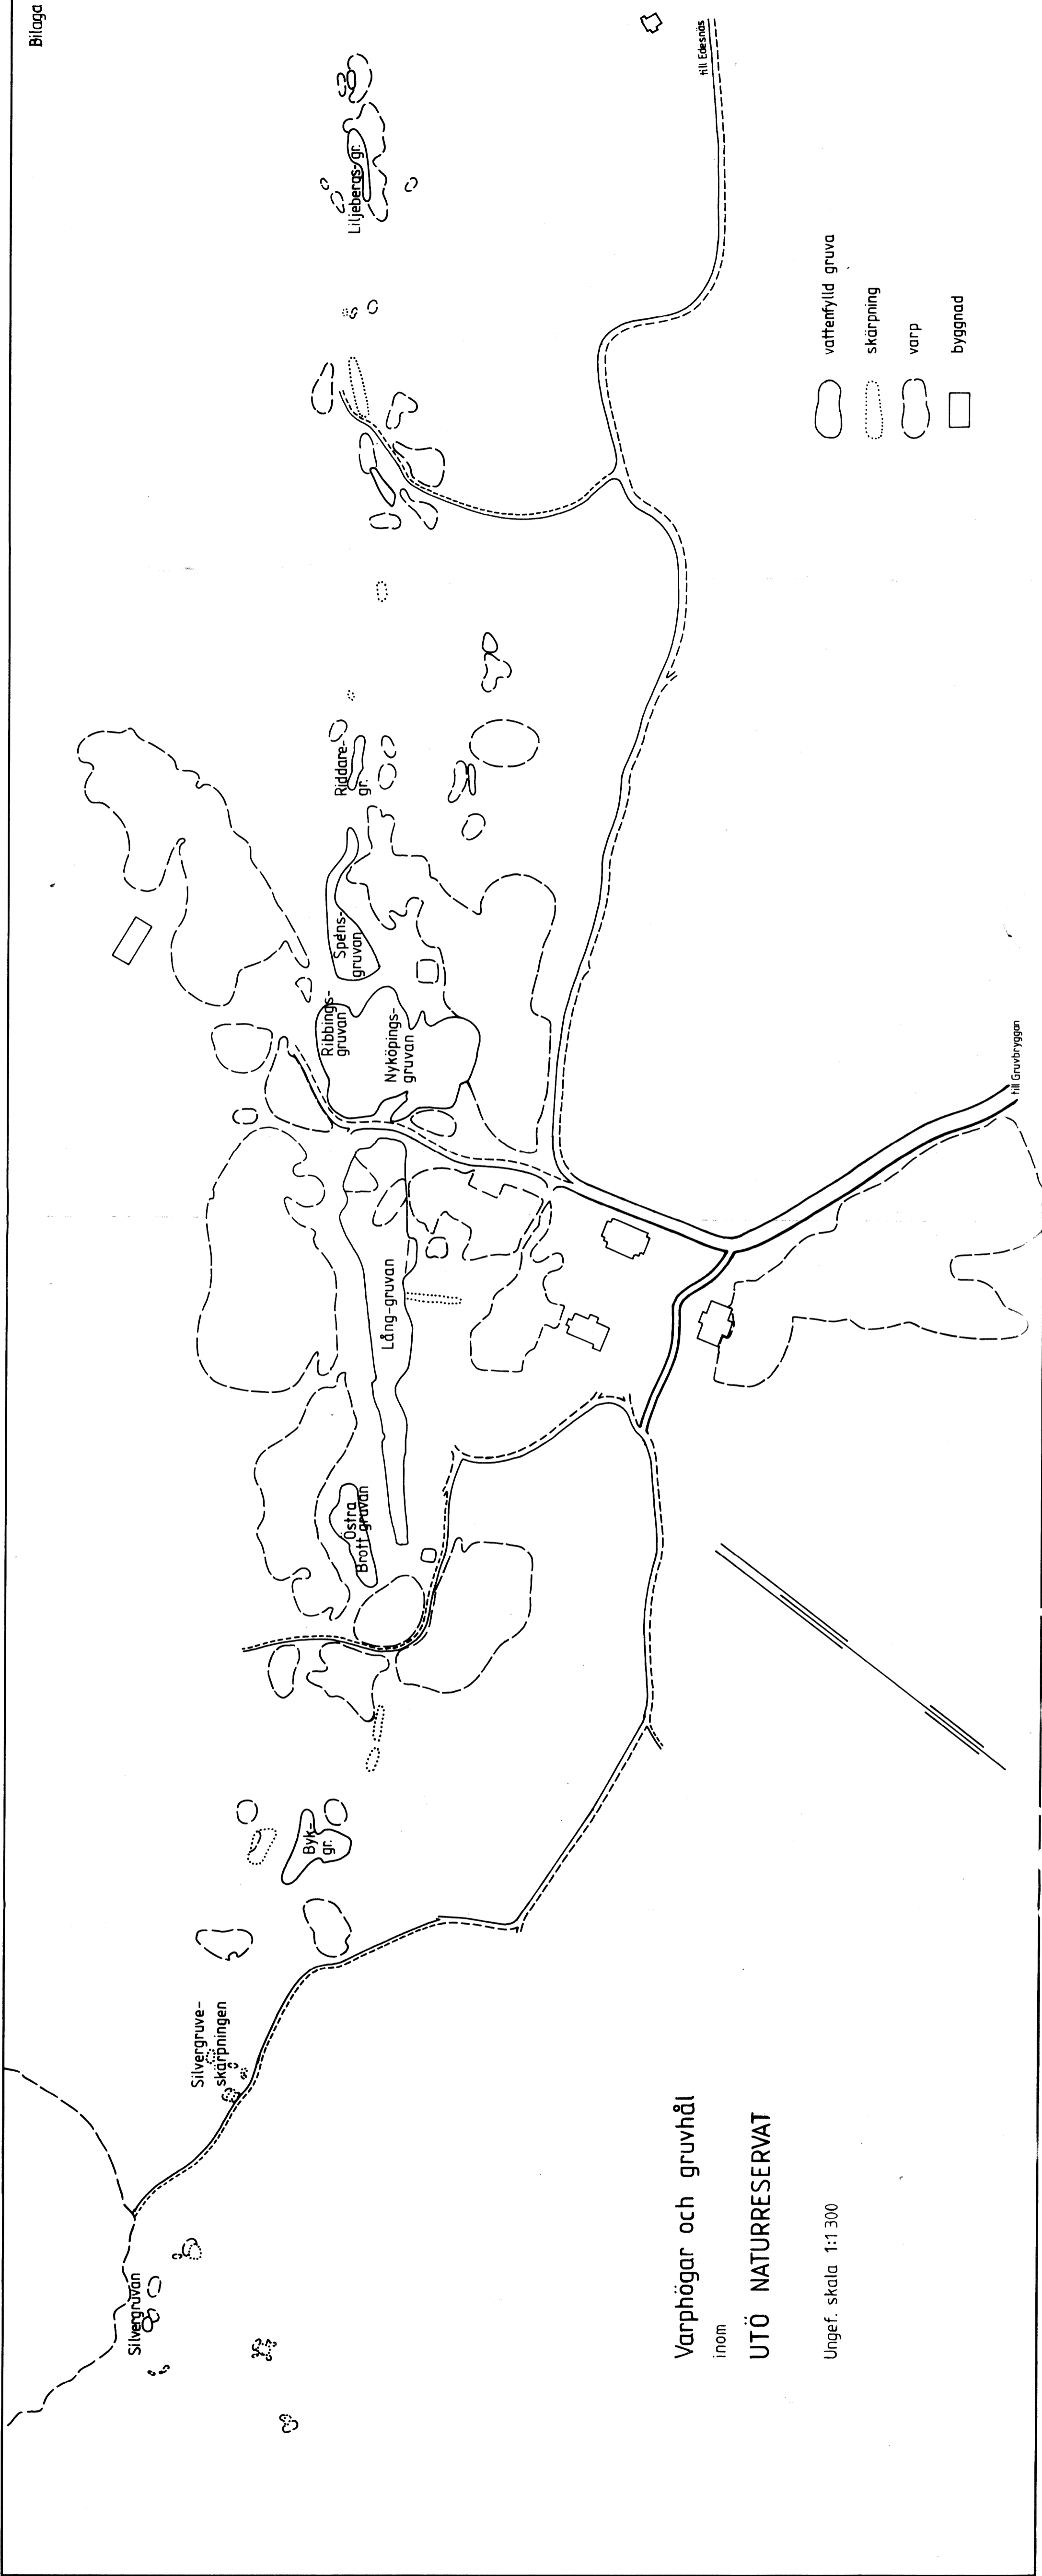 Bilaga
till Edesnäs
Liljebergs-gr.
Riddare-
gr.
Spens-
gruvan
Ribbings-
gruvan
Nyköpings-
gruvan
Lång-gruvan
Östra
Brott gruvan
Byk-
gr.
Silvergruve-
skärpningen
Silvergruvan
till Gruvbryggan
vattenfylld gruva
skärpning
varp
byggnad
Varphögar och gruvhål
inom
UTÖ NATURRESERVAT
Ungef. skala 1:1 300